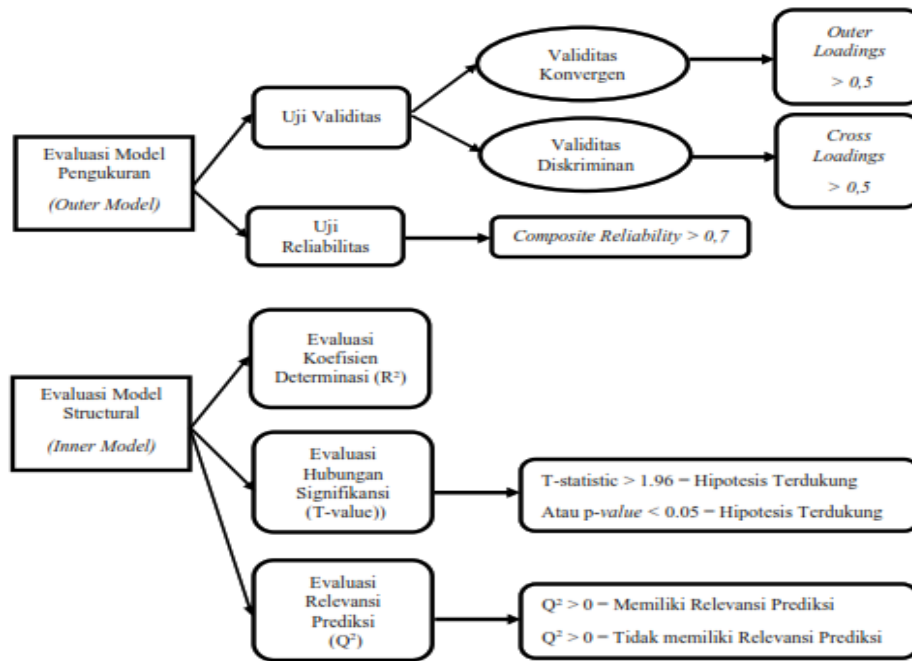 Outer
Loadings
> 0,5
Validitas
Konvergen
Uji Validitas
Cross
Loadings
> 0,5
Validitas
Diskriminan
Evaluasi Model
Pengukuran
(Outer Model)
Uji
Reliabilitas
Composite Reliability > 0,7
Evaluasi
Koefisien
Determinasi (R²)
Evaluasi Model
Structural
(Inner Model)
Evaluasi
Hubungan
Signifikansi
(T-value))
T-statistic > 1.96 = Hipotesis Terdukung
Atau p-value < 0.05 = Hipotesis Terdukung
Evaluasi
Relevansi
Prediksi
(Q²)
Q² > 0 = Memiliki Relevansi Prediksi
Q² > 0 = Tidak memiliki Relevansi Prediksi